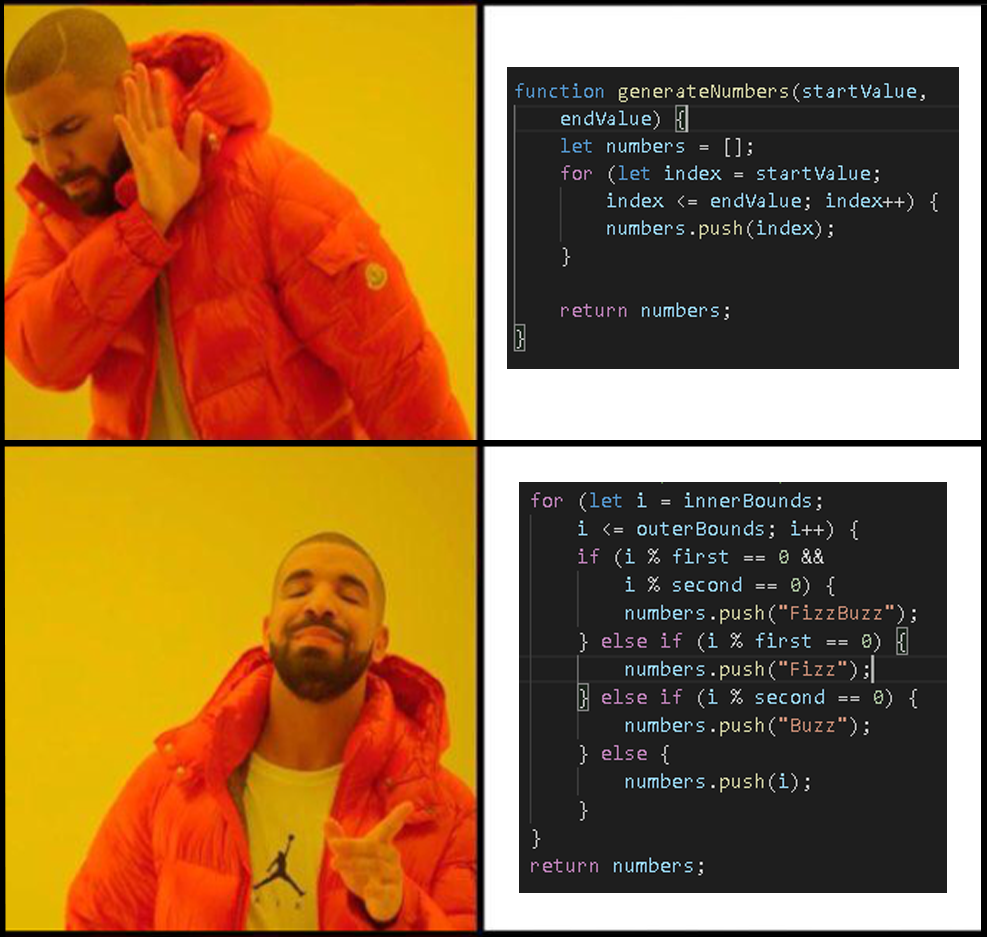 function generateNumbers(startValue,
endValue) {
let numbers = [];
for (let index = startValue;
index <= endValue; index++) {
numbers.push(index);
}
return numbers;
}
for (let i = innerBounds;
i <= outerBounds; i++) {
if (i % first == 0 &&
i % second == 0) {
numbers.push("FizzBuzz");
} else if (i % first == 0) {
numbers.push("Fizz");
} else if (i % second == 0) {
numbers.push("Buzz");
} else {
numbers.push(i);
}
}
return numbers;